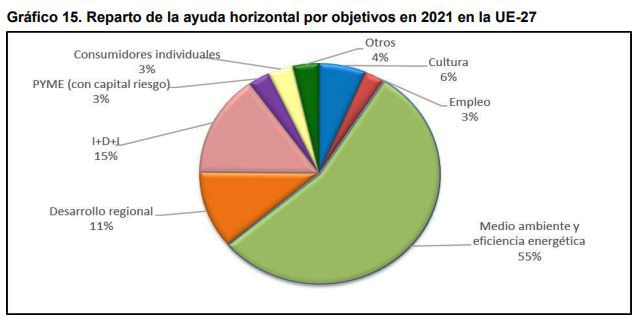 Gráfico 15. Reparto de la ayuda horizontal por objetivos en 2021 en la UE-27
Otros
4%
Consumidores individuales
3%
Cultura
6%
PYME (con capital riesgo)
3%
Empleo
3%
I+D+I
15%
Desarrollo regional
11%
Medio ambiente y
eficiencia energética
55%